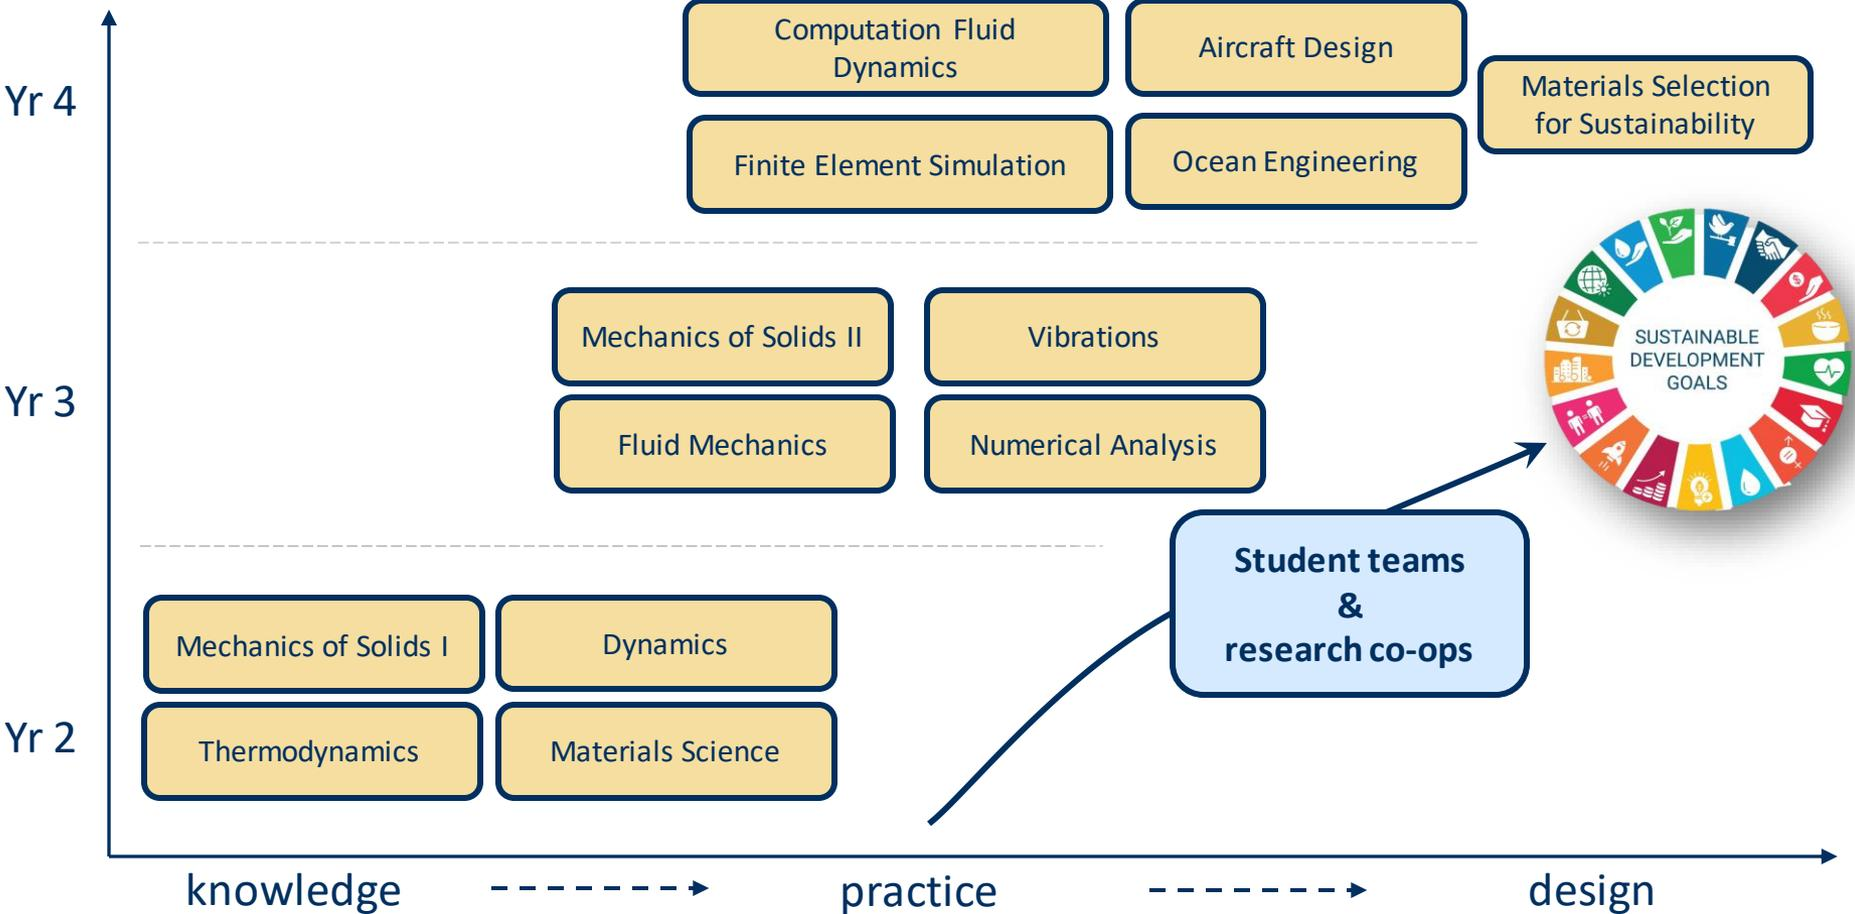 Computation Fluid
Dynamics
Aircraft Design
Materials Selection
for Sustainability
Yr 4
Finite Element Simulation
Ocean Engineering
Mechanics of Solids II
Vibrations
SUSTAINABLE
DEVELOPMENT
GOALS
Yr 3
Fluid Mechanics
Numerical Analysis
Student teams
&
research co-ops
Mechanics of Solids I
Dynamics
Yr 2
Thermodynamics
Materials Science
knowledge
practice
design